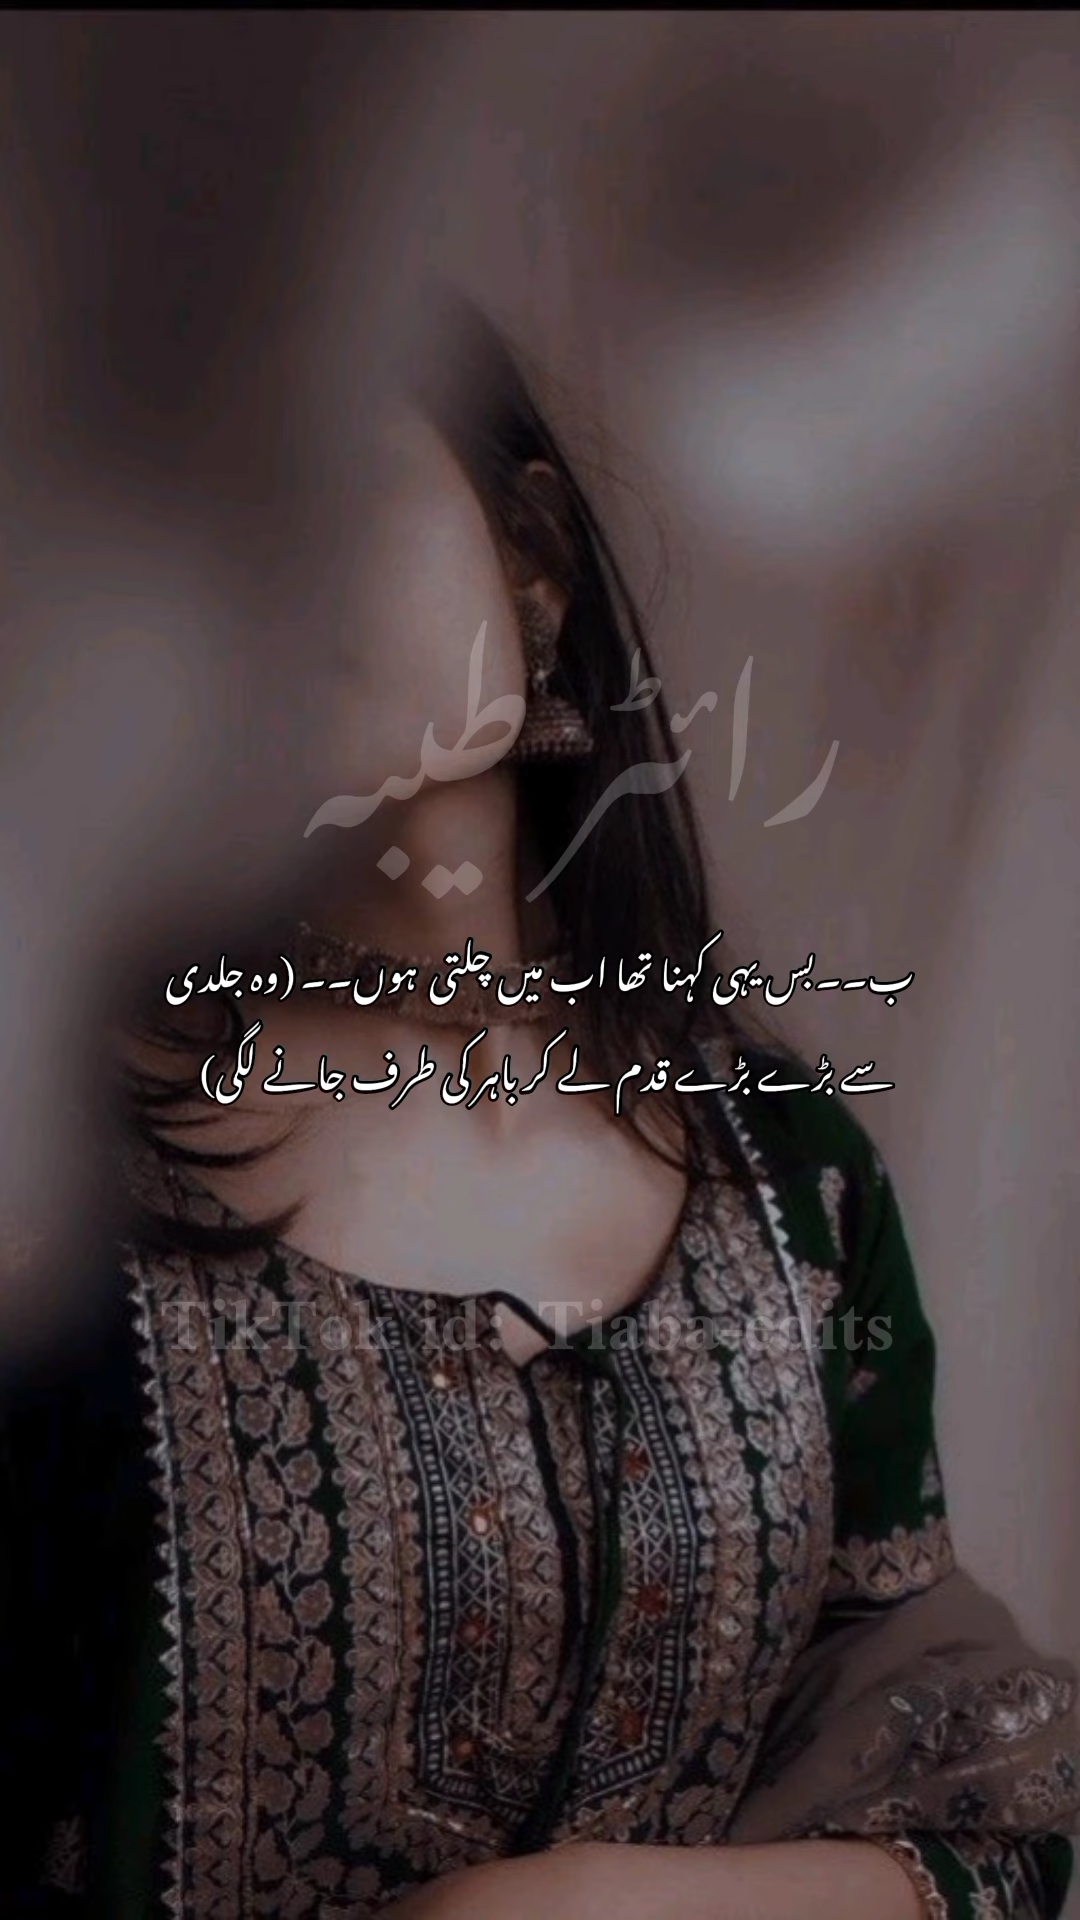 رائٹر طیبہ
ب۔۔۔بس یہی کہنا تھا اب میں چلتی ہوں۔۔ (وہ جلدی
سے بڑے بڑے قدم لے کر باہر کی طرف جانے لگی)
TikTok id: Tiaba-edits